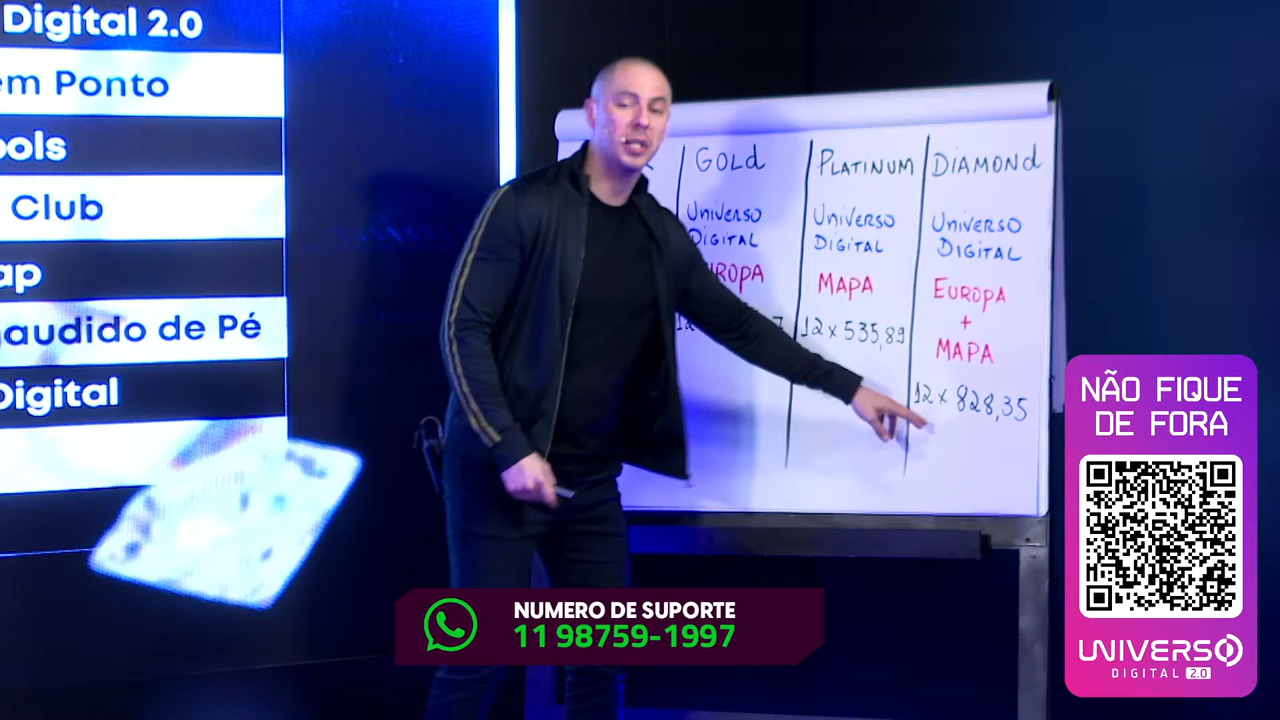 Digital 2.0
em Ponto
ools
Club
ap
laudido de Pé
Digital
GOLd
UNIVERSO
DIGITAL
EUROPA
PLATINUM
UNIVERSO
DIGITAL
MAPA
12 x 535,89
DIAMONd
UNIVERSO
DIGITAL
EUROPA
+
MAPA
12 x 828,35
NÃO FIQUE
DE FORA
UNIVERSO
DIGITAL 2.0
NUMERO DE SUPORTE
11 98759-1997